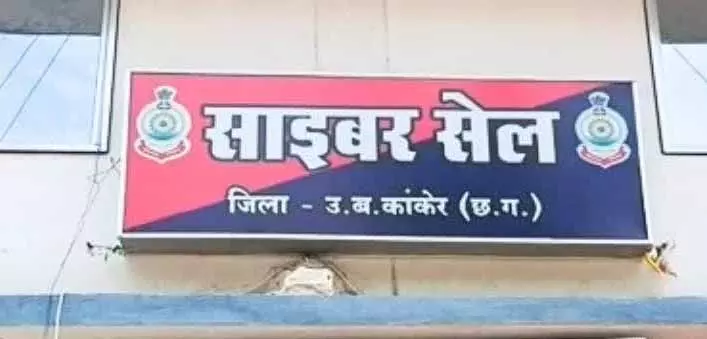 साइबर सेल
जिला - उ.ब.कांकेर (छ.ग.)